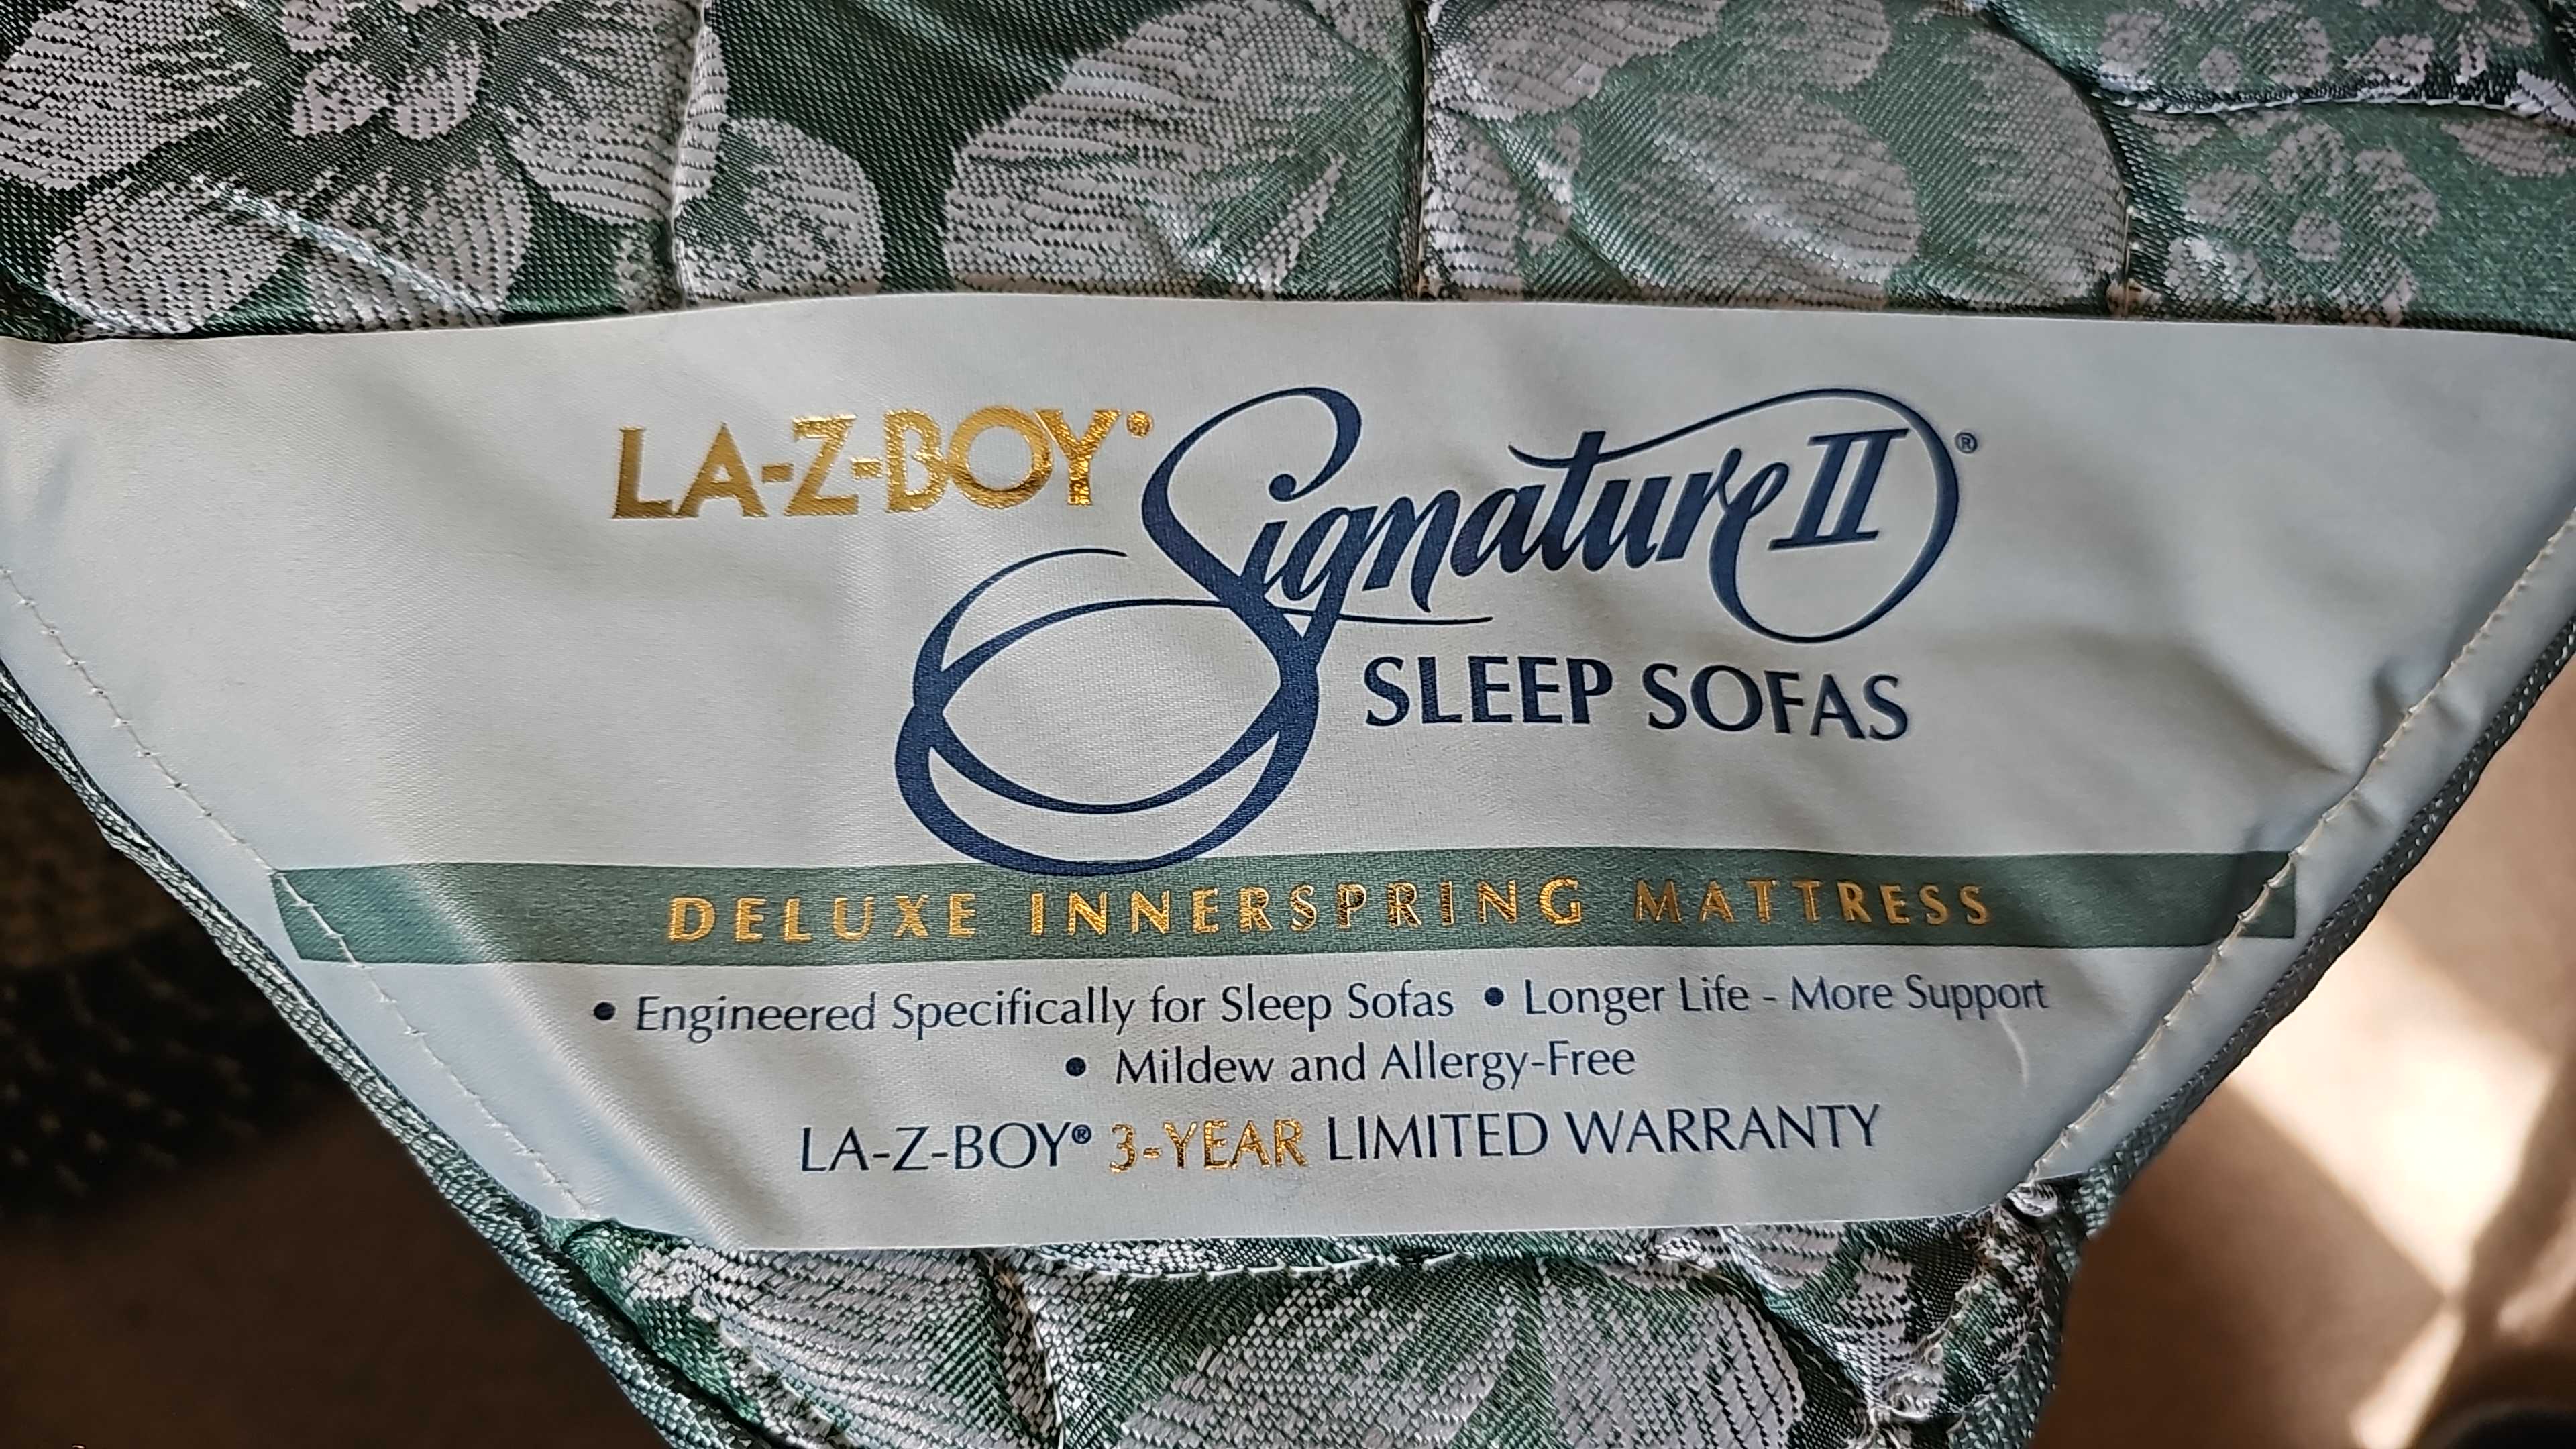 LA-Z-BOY® Signature II®
SLEEP SOFAS
DELUXE INNERSPRING MATTRESS
• Engineered Specifically for Sleep Sofas • Longer Life - More Support
• Mildew and Allergy-Free
LA-Z-BOY® 3-YEAR LIMITED WARRANTY